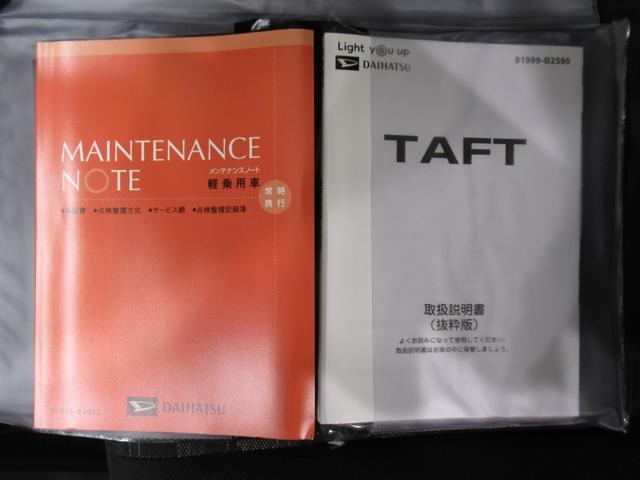 MAINTENANCE
NOTE
メンテナンスノート
軽乗用車
常時
携行
●保証書 ●点検整備方式 ●サービス網 ●点検整備記録簿
DAIHATSU
Light you up
DAIHATSU
01999-B2590
TAFT
取扱説明書
(抜粋版)
よくお読みになって使用してください。
取扱説明書はお車の中に保管しましょう。